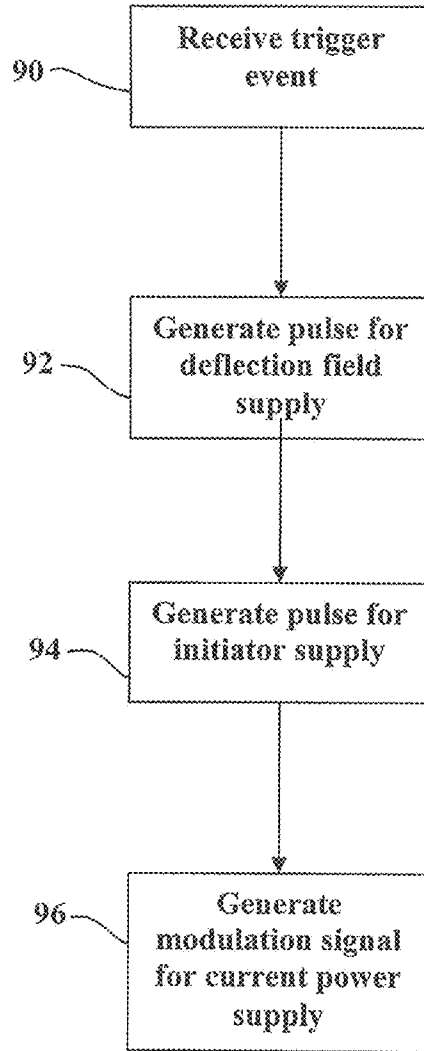 Receive trigger
event
90
Generate pulse for
deflection field
supply
92
Generate pulse for
initiator supply
94
Generate
modulation signal
for current power
supply
96